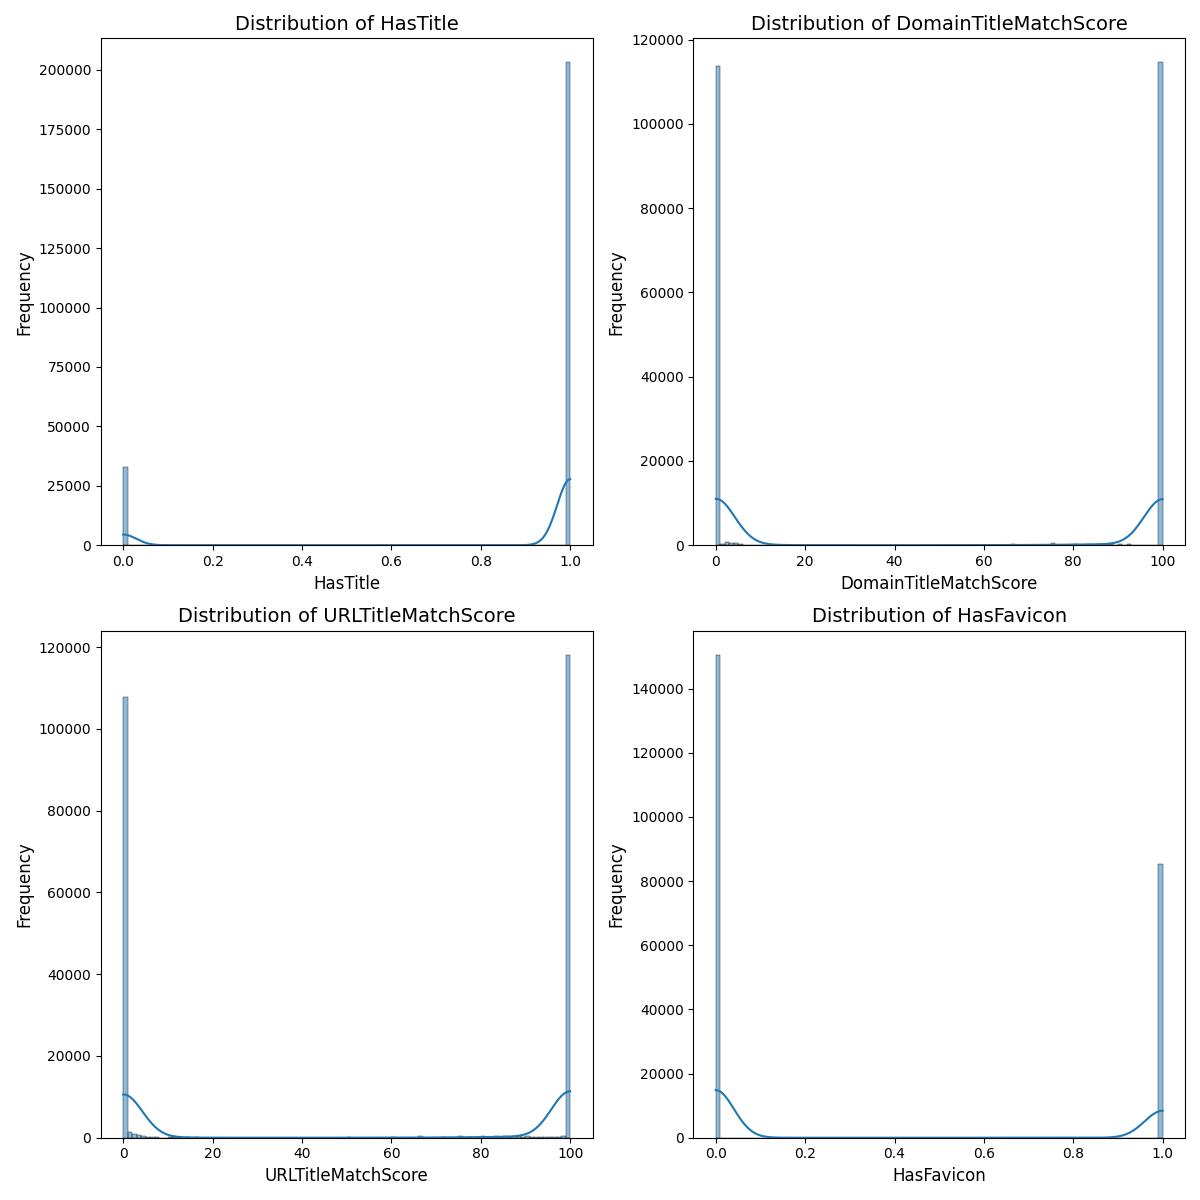 Distribution of HasTitle
200000
175000
150000
125000
100000
75000
50000
25000
0
Frequency
0.0 0.2 0.4 0.6 0.8 1.0
HasTitle
Distribution of DomainTitleMatchScore
120000
100000
80000
60000
40000
20000
0
Frequency
0 20 40 60 80 100
DomainTitleMatchScore
Distribution of URLTitleMatchScore
120000
100000
80000
60000
40000
20000
0
Frequency
0 20 40 60 80 100
URLTitleMatchScore
Distribution of HasFavicon
140000
120000
100000
80000
60000
40000
20000
0
Frequency
0.0 0.2 0.4 0.6 0.8 1.0
HasFavicon